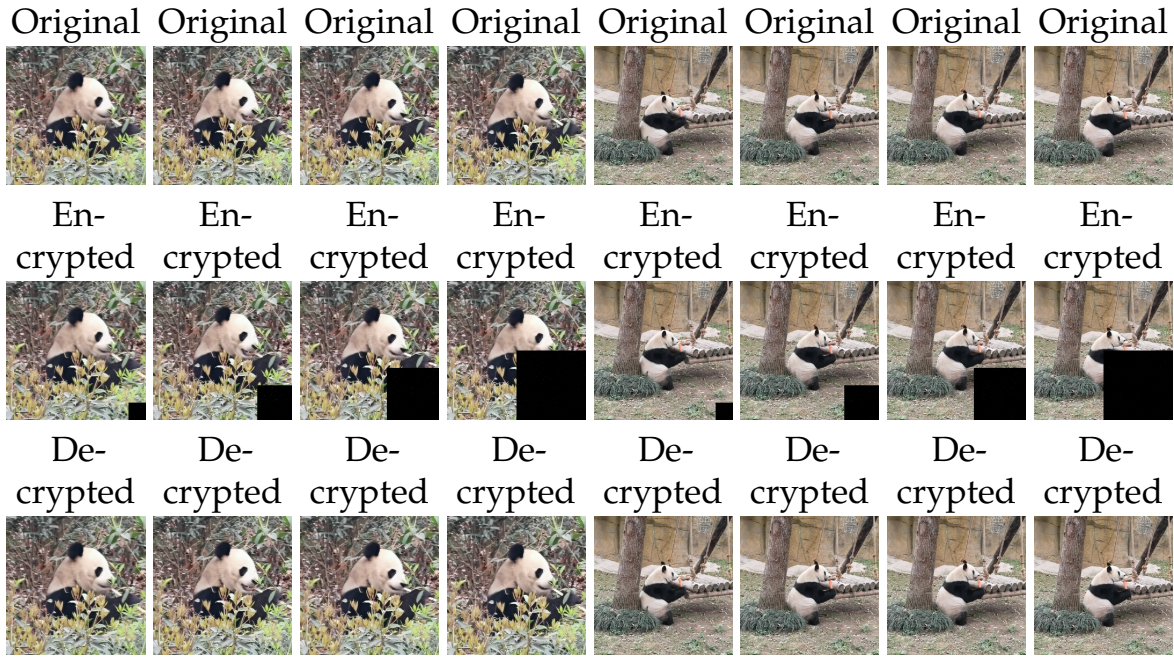 Original Original Original Original Original Original Original Original
En- En- En- En- En- En- En- En-
crypted crypted crypted crypted crypted crypted crypted crypted
De- De- De- De- De- De- De- De-
crypted crypted crypted crypted crypted crypted crypted crypted